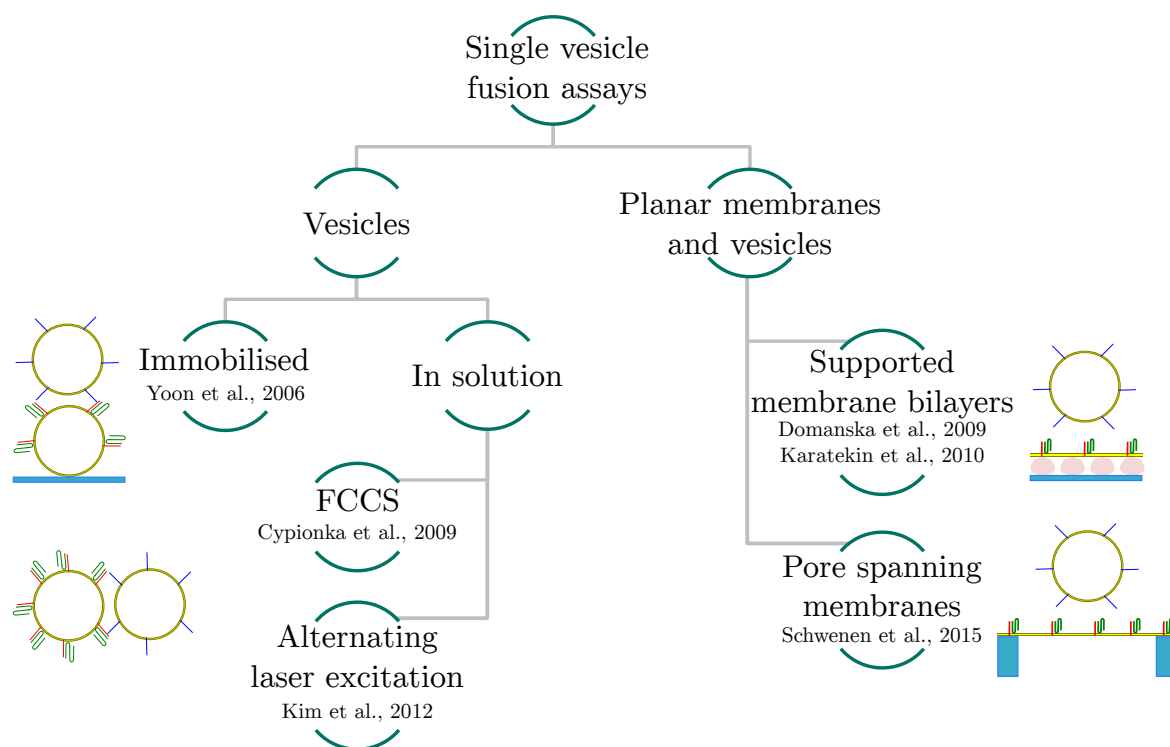 Single vesicle
fusion assays
Vesicles
Planar membranes
and vesicles
Immobilised
Yoon et al., 2006
In solution
Supported
membrane bilayers
Domanska et al., 2009
Karatekin et al., 2010
FCCS
Cypionka et al., 2009
Pore spanning
membranes
Schwenen et al., 2015
Alternating
laser excitation
Kim et al., 2012